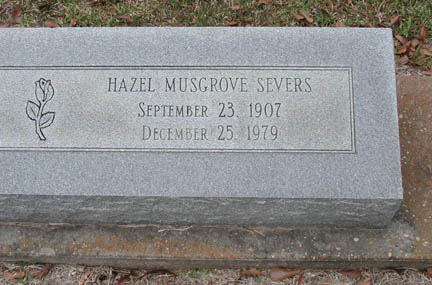 HAZEL MUSGROVE SEVERS
SEPTEMBER 23, 1907
DECEMBER 25, 1979